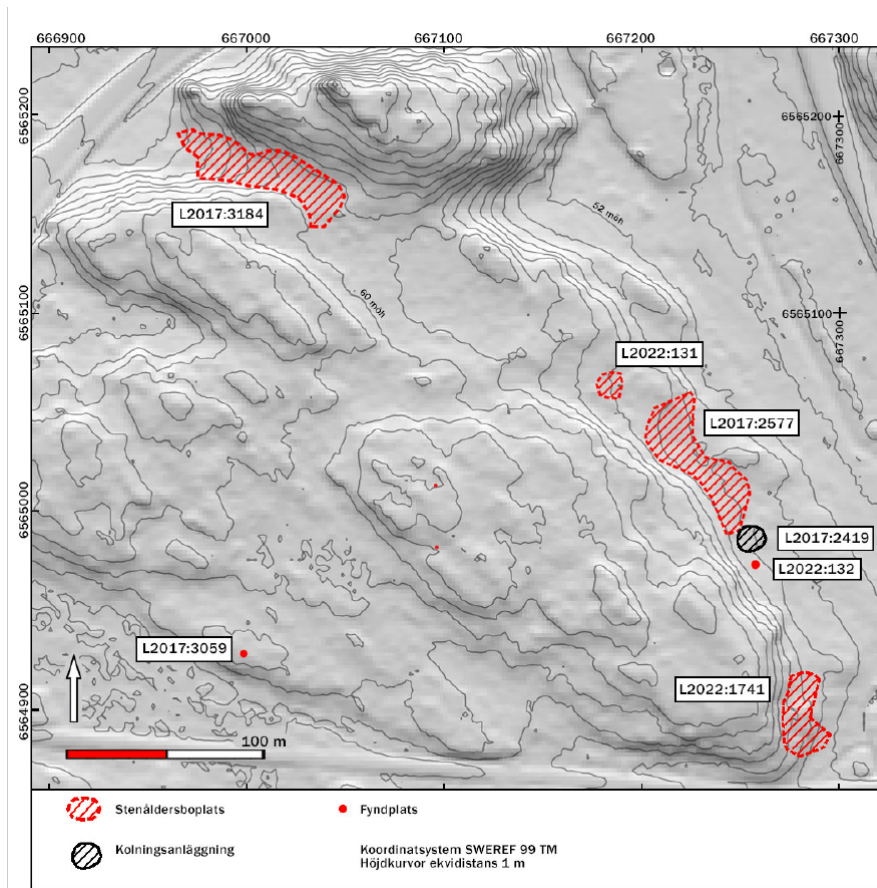 666900 667000 667100 667200 667300
6565200
6565200
667300
L2017:3184
52 möh
60 möh
6565100
6565100
667300
L2022:131
L2017:2577
6565000
L2017:2419
L2022:132
L2017:3059
L2022:1741
6564900
100 m
Stenåldersboplats
Fyndplats
Kolningsanläggning
Koordinatsystem SWEREF 99 TM
Höjdkurvor ekvidistans 1 m